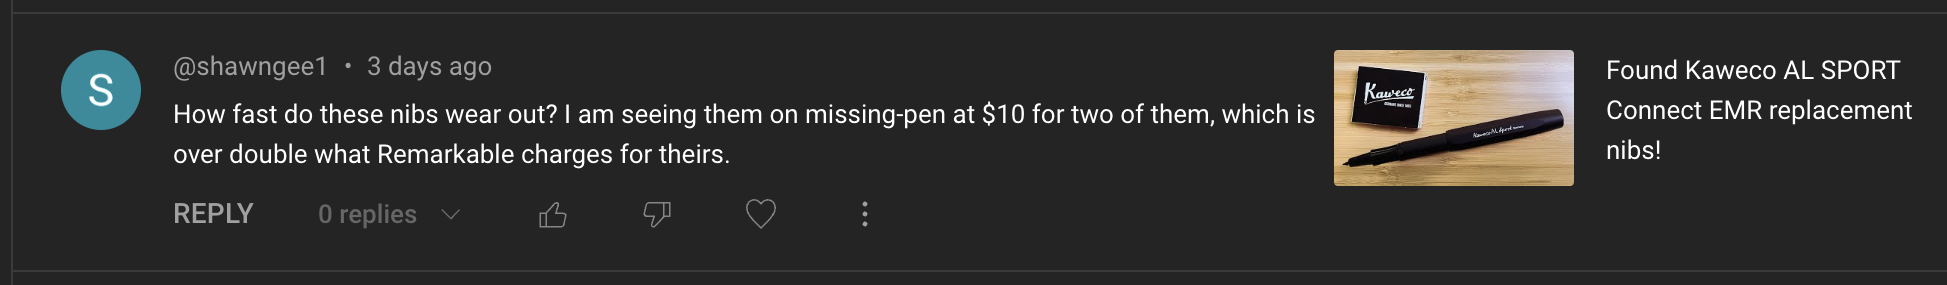 @shawngee1 • 3 days ago
How fast do these nibs wear out? I am seeing them on missing-pen at $10 for two of them, which is
over double what Remarkable charges for theirs.
REPLY
0 replies
S
Kaweco
Found Kaweco AL SPORT
Connect EMR replacement
nibs!